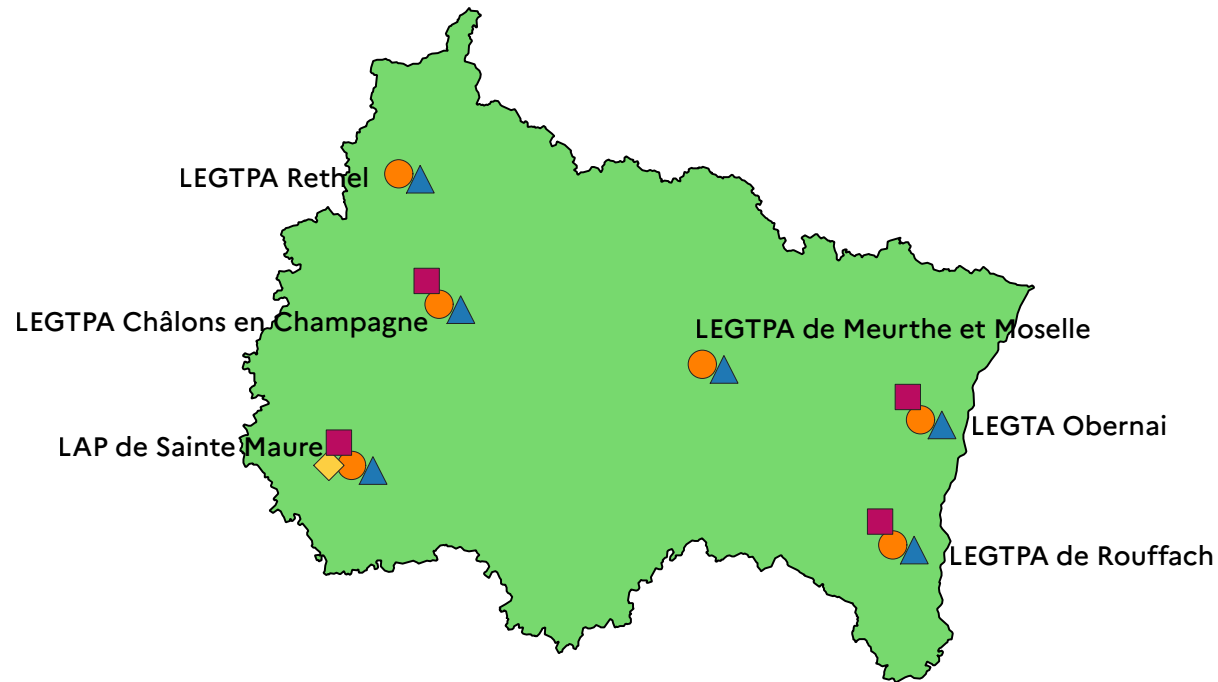 LEGTPA Rethel
LEGTPA Châlons en Champagne
LEGTPA de Meurthe et Moselle
LEGTA Obernai
LAP de Sainte Maure
LEGTPA de Rouffach